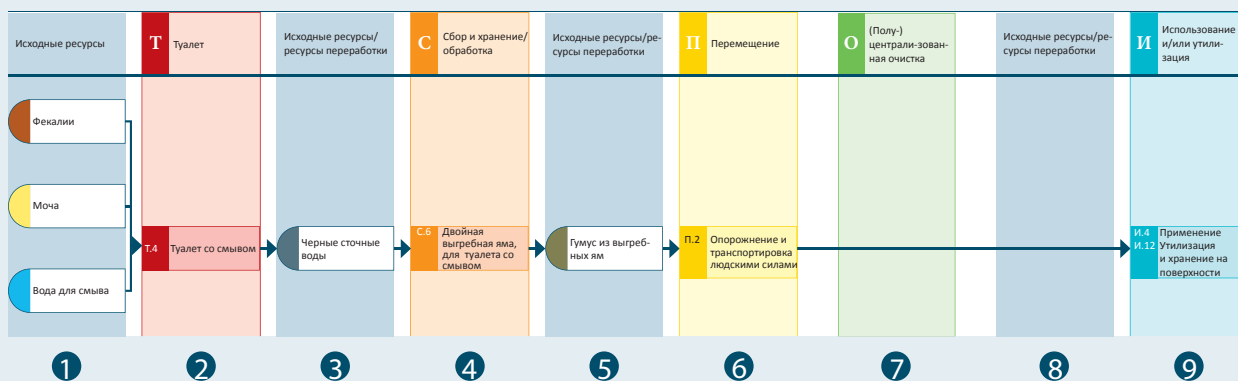 Исходные ресурсы
Т
Туалет
Исходные ресурсы/
ресурсы переработки
С
Сбор и хранение/
обработка
Исходные ресурсы/ре-
сурсы переработки
П
Перемещение
О
(Полу-)
централи-зован-
ная очистка
Исходные ресурсы/ре-
сурсы переработки
И
Использование
и/или утили-
зация
Фекалии
Моча
Вода для смыва
Т.4
Туалет со смывом
Черные сточные
воды
С.6
Двойная
выгребная яма,
для туалета со
смывом
Гумус из выгреб-
ных ям
П.2
Опорожнение и
транспортировка
людскими силами
И.4
И.12
Применение
Утилизация
и хранение на
поверхности
1
2
3
4
5
6
7
8
9